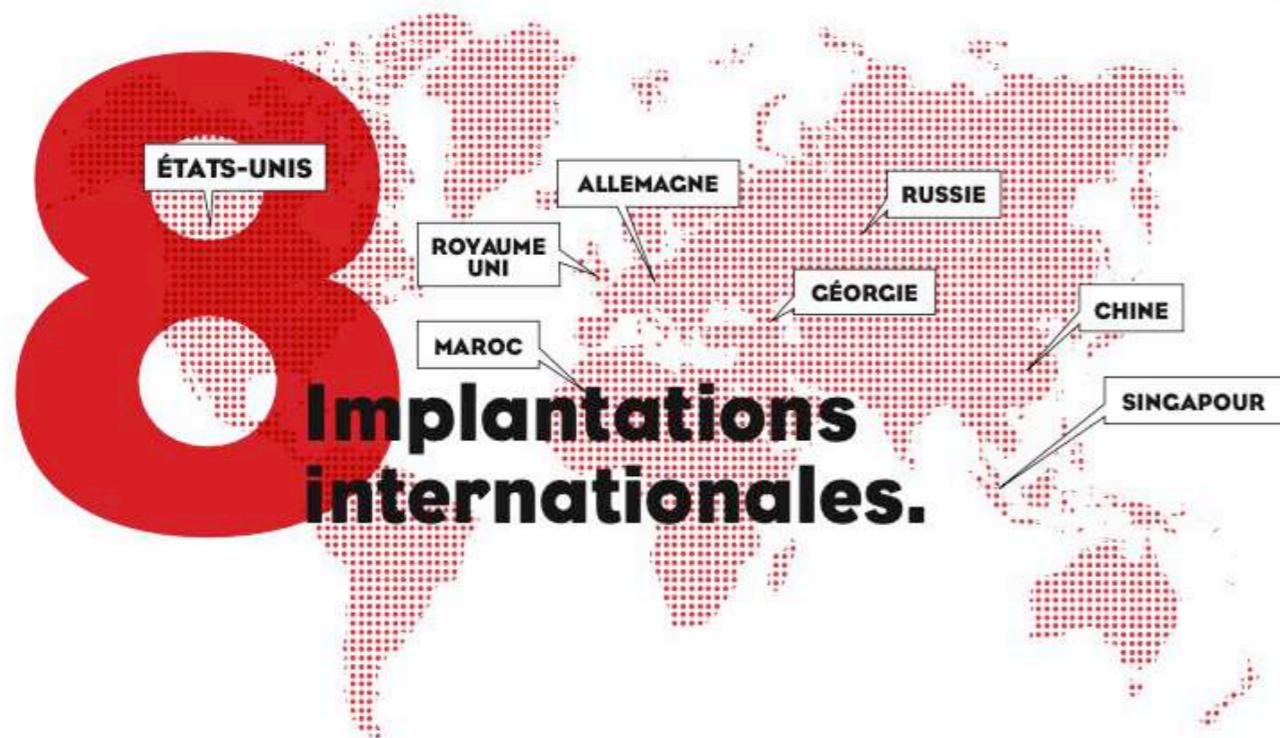 8
ÉTATS-UNIS
ALLEMAGNE
RUSSIE
ROYAUME
UNI
GÉORGIE
CHINE
MAROC
SINGAPOUR
Implantations
internationales.